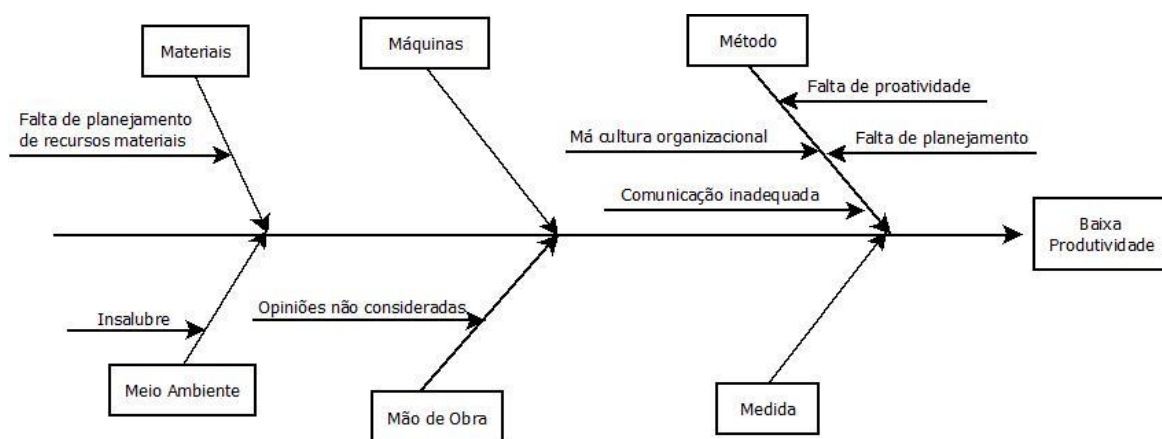 Materiais
Máquinas
Método
Falta de proatividade
Falta de planejamento
de recursos materiais
Má cultura organizacional
Falta de planejamento
Comunicação inadequada
Baixa
Produtividade
Insalubre
Opiniões não consideradas
Meio Ambiente
Mão de Obra
Medida